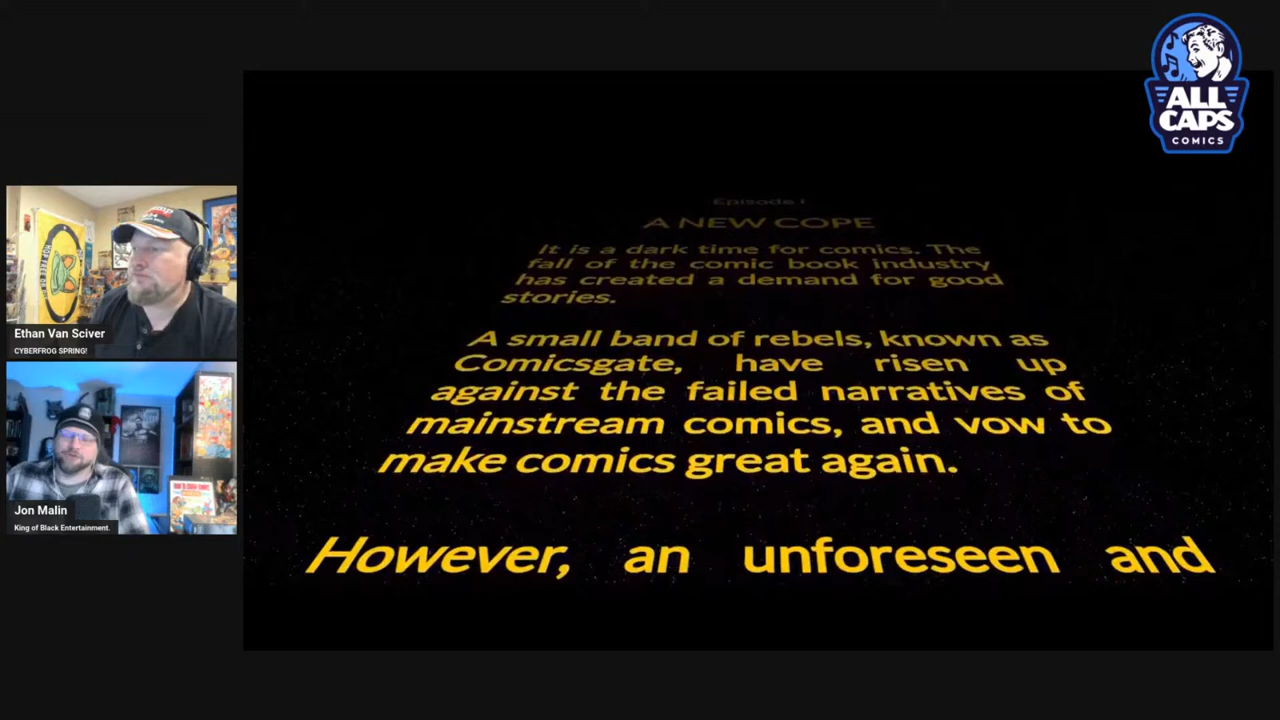 ALL
CAPS
COMICS
Episode I
A NEW COPE
It is a dark time for comics. The
fall of the comic book industry
has created a demand for good
stories.
A small band of rebels, known as
Comicsgate, have risen up
against the failed narratives of
mainstream comics, and vow to
make comics great again.
However, an unforeseen and
Ethan Van Sciver
CYBERFROG SPRING!
Jon Malin
King of Black Entertainment.